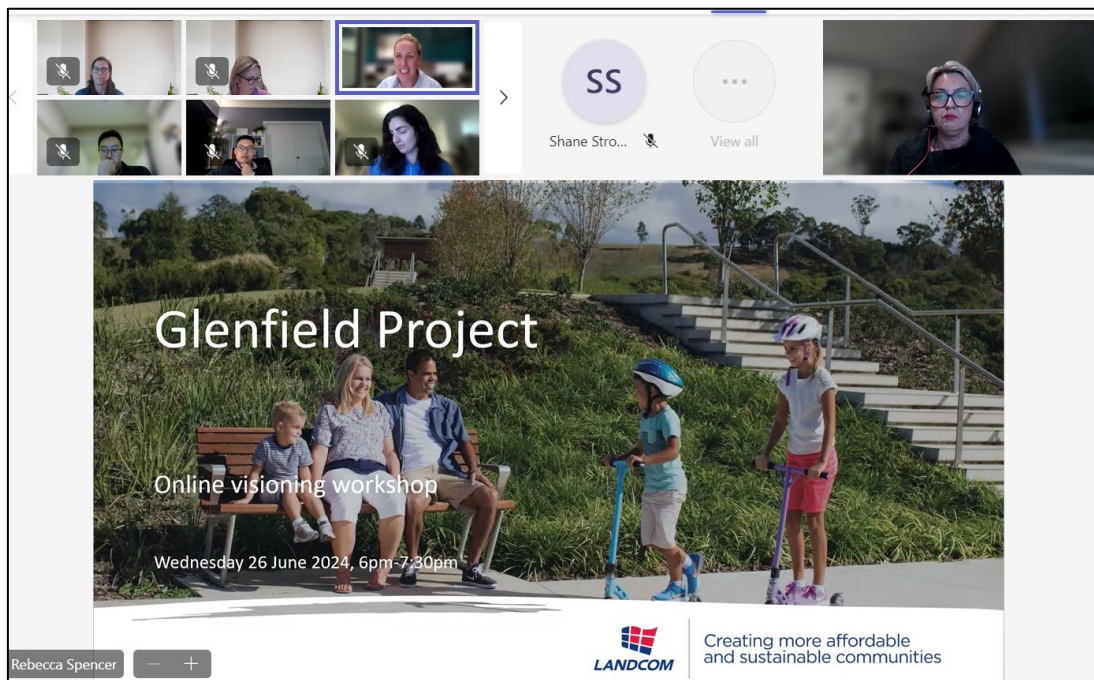 SS
Shane Stro...
View all
Glenfield Project
Online visioning workshop
Wednesday 26 June 2024, 6pm-7:30pm
LANDCOM
Creating more affordable
and sustainable communities
Rebecca Spencer